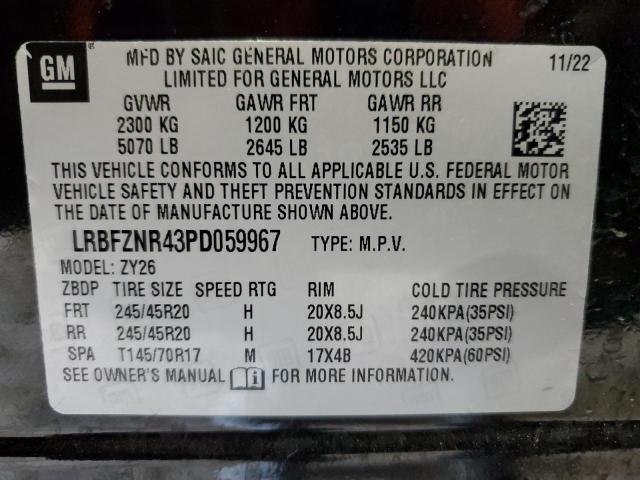 GM
MFD BY SAIC GENERAL MOTORS CORPORATION 11/22
LIMITED FOR GENERAL MOTORS LLC
GVWR GAWR FRT GAWR RR
2300 KG 1200 KG 1150 KG
5070 LB 2645 LB 2535 LB
THIS VEHICLE CONFORMS TO ALL APPLICABLE U.S. FEDERAL MOTOR
VEHICLE SAFETY AND THEFT PREVENTION STANDARDS IN EFFECT ON
THE DATE OF MANUFACTURE SHOWN ABOVE.
LRBFZNR43PD059967 TYPE: M.P.V.
MODEL: ZY26
ZBDP TIRE SIZE SPEED RTG RIM COLD TIRE PRESSURE
FRT 245/45R20 H 20X8.5J 240KPA(35PSI)
RR 245/45R20 H 20X8.5J 240KPA(35PSI)
SPA T145/70R17 M 17X4B 420KPA(60PSI)
SEE OWNER'S MANUAL FOR MORE INFORMATION.